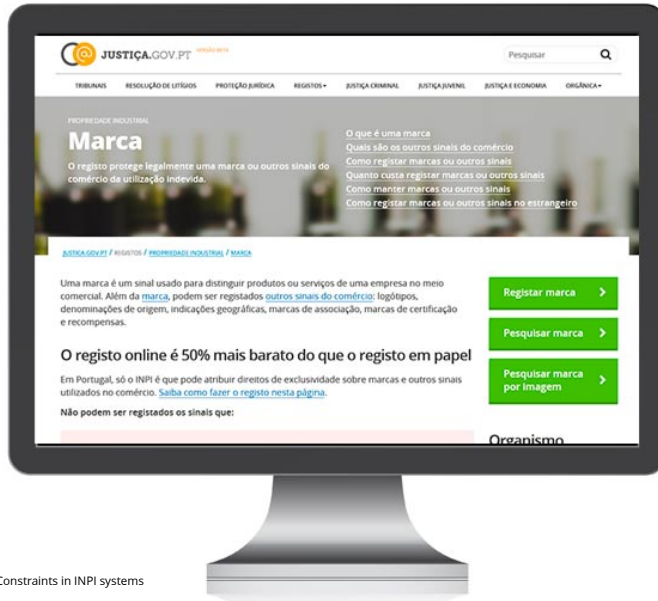 JUSTIÇA.GOV.PT VERSÃO BETA
Pesquisar
TRIBUNAIS RESOLUÇÃO DE LITÍGIOS PROTEÇÃO JURÍDICA REGISTOS JUSTIÇA CRIMINAL JUSTIÇA JUVENIL JUSTIÇA E ECONOMIA ORGÂNICA
PROPRIEDADE INDUSTRIAL
Marca
O registo protege legalmente uma marca ou outros sinais do
comércio da utilização indevida.
O que é uma marca
Quais são os outros sinais do comércio
Como registar marcas ou outros sinais
Quanto custa registar marcas ou outros sinais
Como manter marcas ou outros sinais
Como registar marcas ou outros sinais no estrangeiro
JUSTICA.GOV.PT / REGISTOS / PROPRIEDADE INDUSTRIAL / MARCA
Uma marca é um sinal usado para distinguir produtos ou serviços de uma empresa no meio
comercial. Além da marca, podem ser registados outros sinais do comércio: logótipos,
denominações de origem, indicações geográficas, marcas de associação, marcas de certificação
e recompensas.
O registo online é 50% mais barato do que o registo em papel
Em Portugal, só o INPI é que pode atribuir direitos de exclusividade sobre marcas e outros sinais
utilizados no comércio. Saiba como fazer o registo nesta página.
Não podem ser registados os sinais que:
Registar marca
Pesquisar marca
Pesquisar marca
por imagem
Organismo
Constraints in INPI systems